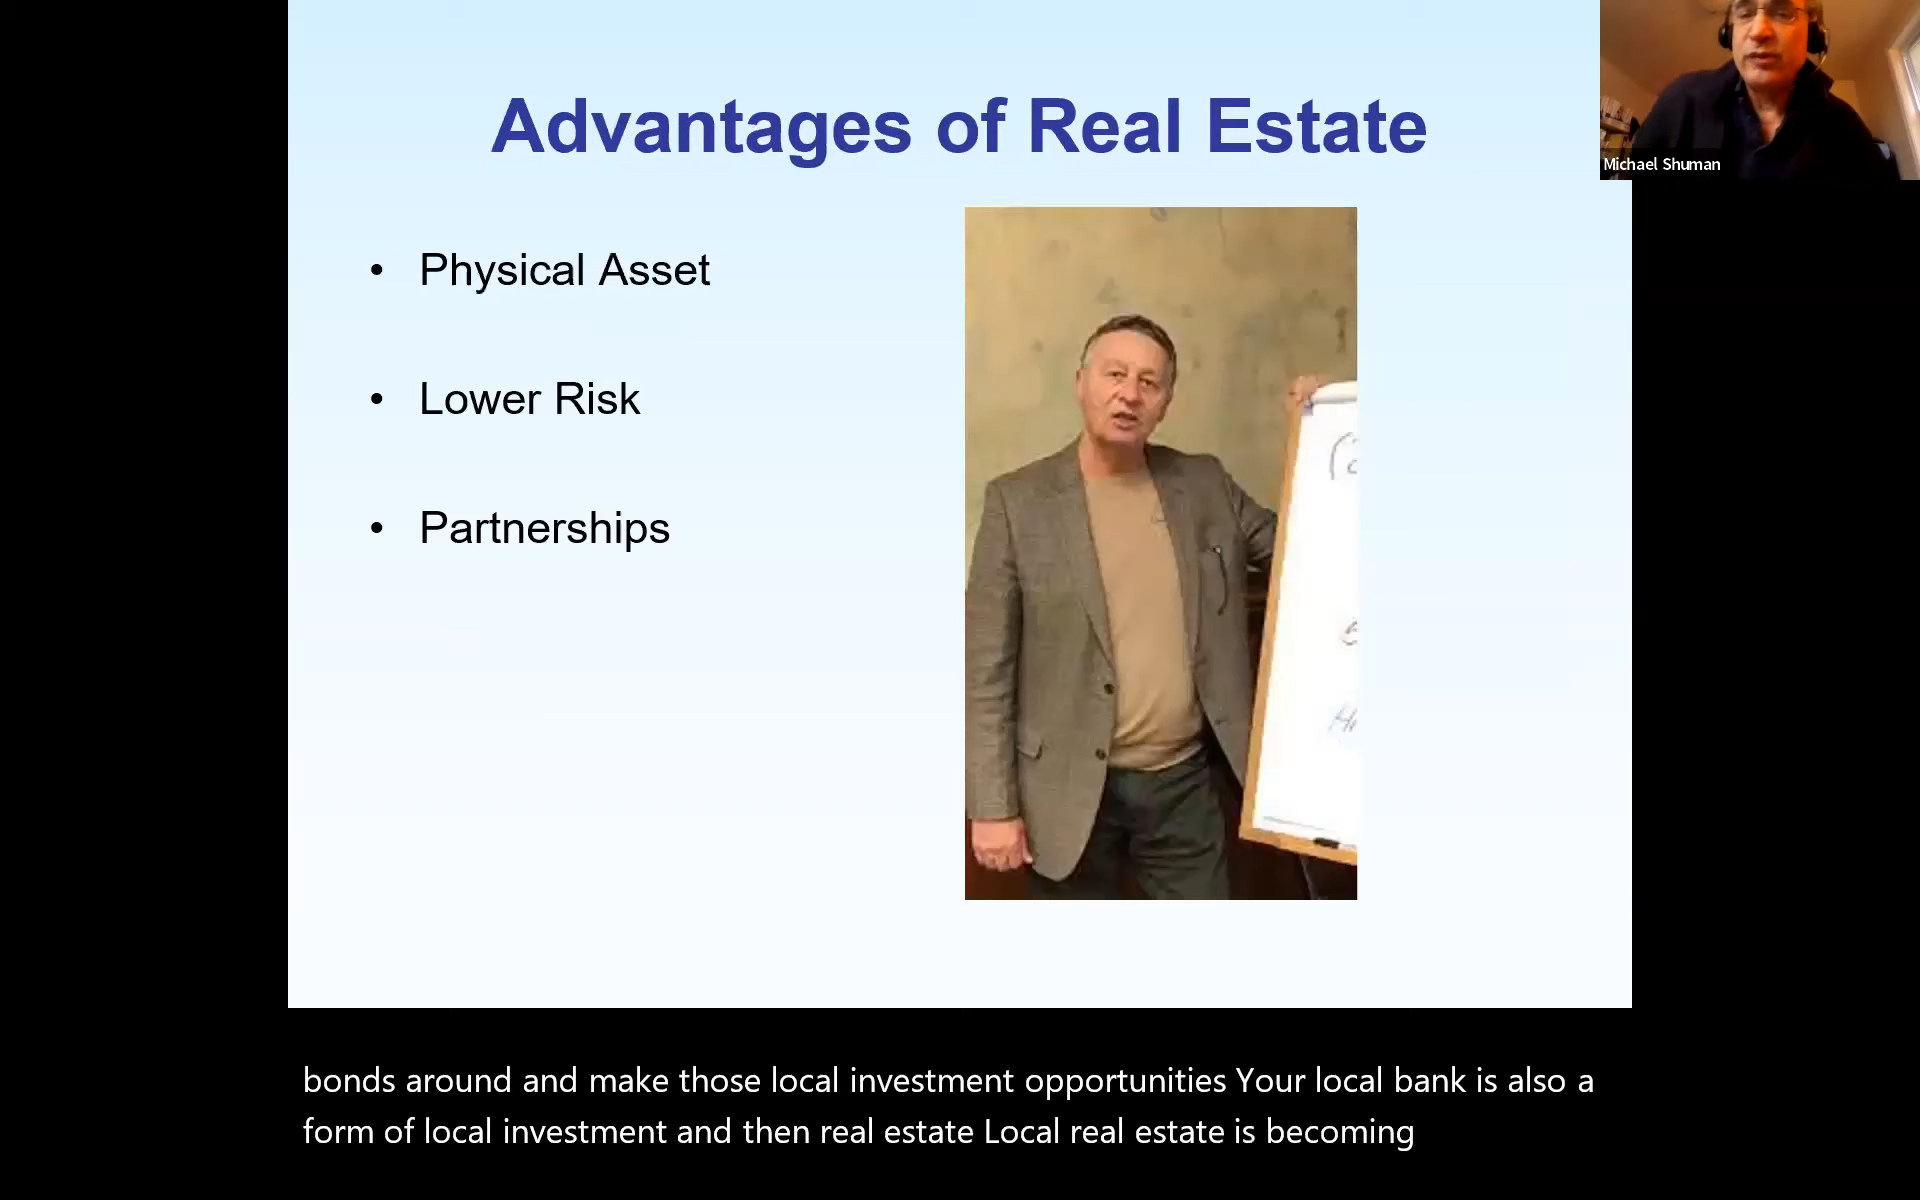 Advantages of Real Estate
Michael Shuman
• Physical Asset
• Lower Risk
• Partnerships
bonds around and make those local investment opportunities Your local bank is also a
form of local investment and then real estate Local real estate is becoming